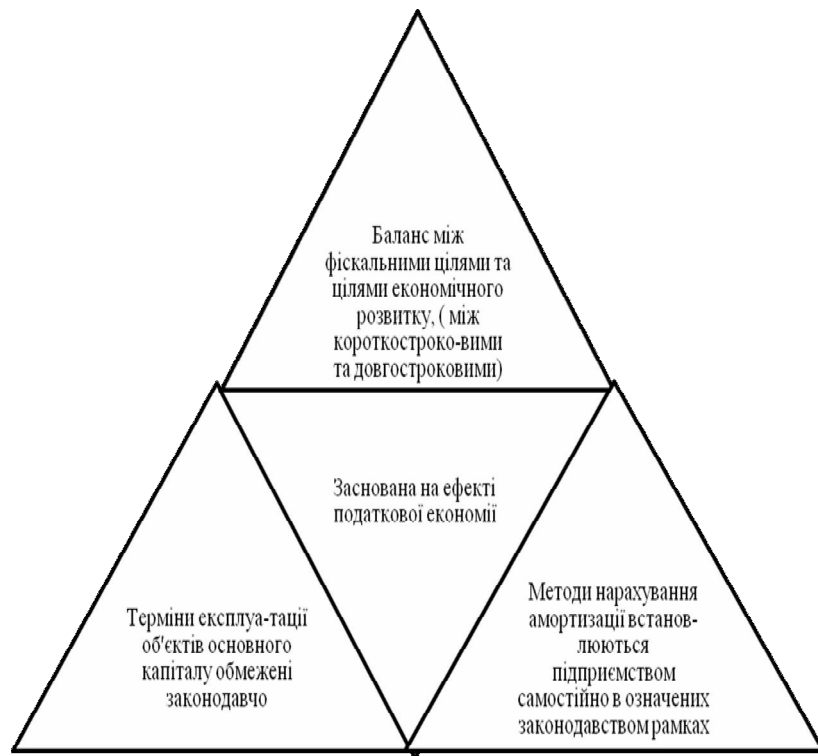 Баланс між
фіскальними цілями та
цілями економічного
розвитку, ( між
короткостроко-вими
та довгостроковими)
Заснована на ефекті
податкової економії
Терміни експлуа-тації
об'єктів основного
капіталу обмежені
законодавчо
Методи нарахування
амортизації встанов-
люються
підприємством
самостійно в означених
законодавством рамках